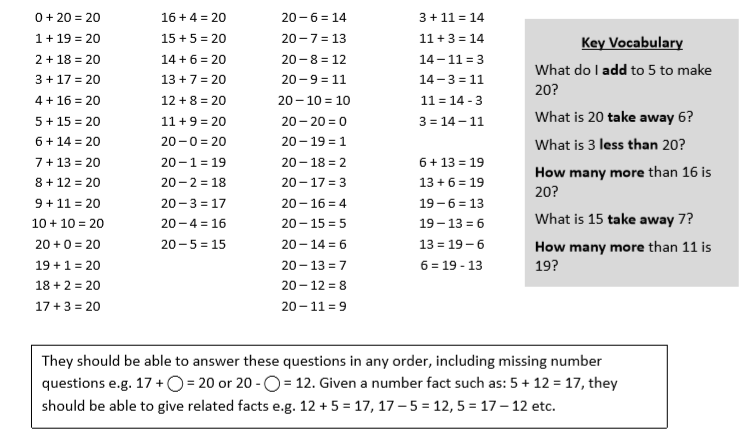 0 + 20 = 20
1 + 19 = 20
2 + 18 = 20
3 + 17 = 20
4 + 16 = 20
5 + 15 = 20
6 + 14 = 20
7 + 13 = 20
8 + 12 = 20
9 + 11 = 20
10 + 10 = 20
20 + 0 = 20
19 + 1 = 20
18 + 2 = 20
17 + 3 = 20
16 + 4 = 20
15 + 5 = 20
14 + 6 = 20
13 + 7 = 20
12 + 8 = 20
11 + 9 = 20
20 – 0 = 20
20 – 1 = 19
20 – 2 = 18
20 – 3 = 17
20 – 4 = 16
20 – 5 = 15
20 – 6 = 14
20 – 7 = 13
20 – 8 = 12
20 – 9 = 11
20 – 10 = 10
20 – 20 = 0
20 – 19 = 1
20 – 18 = 2
20 – 17 = 3
20 – 16 = 4
20 – 15 = 5
20 – 14 = 6
20 – 13 = 7
20 – 12 = 8
20 – 11 = 9
3 + 11 = 14
11 + 3 = 14
14 – 11 = 3
14 – 3 = 11
11 = 14 - 3
3 = 14 – 11
6 + 13 = 19
13 + 6 = 19
19 – 6 = 13
19 – 13 = 6
13 = 19 – 6
6 = 19 - 13
Key Vocabulary
What do I add to 5 to make
20?
What is 20 take away 6?
What is 3 less than 20?
How many more than 16 is
20?
What is 15 take away 7?
How many more than 11 is
19?
They should be able to answer these questions in any order, including missing number
questions e.g. 17 + ◯ = 20 or 20 - ◯ = 12. Given a number fact such as: 5 + 12 = 17, they
should be able to give related facts e.g. 12 + 5 = 17, 17 – 5 = 12, 5 = 17 – 12 etc.